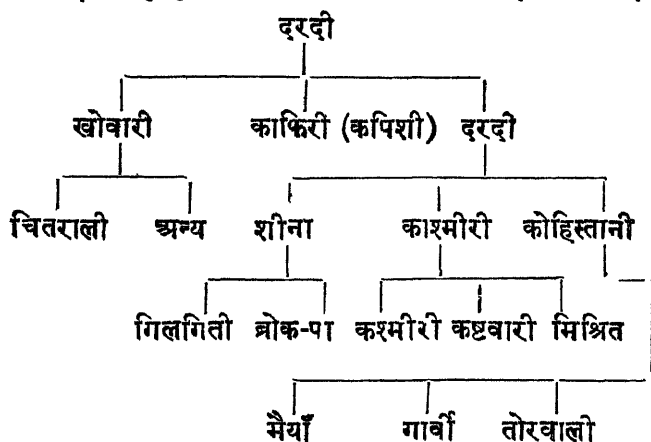 दरदी
खोवारी काफिरी (कपिशी) दरदी
चितराली अन्य शीना काश्मीरी कोहिस्तानी
गिलगिती ब्रोक-पा कश्मीरी कष्टवारी मिश्रित
मैयाँ गार्वी तोरवाली